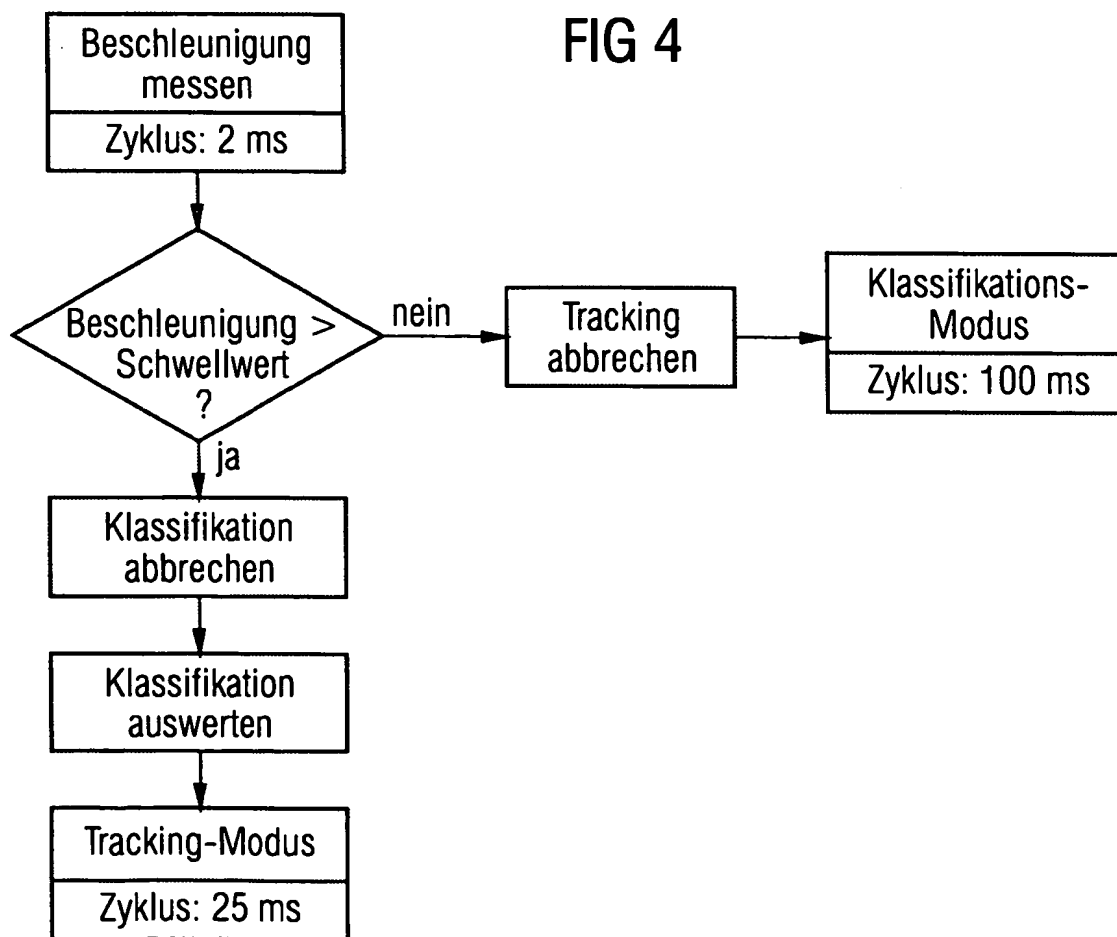 FIG 4
Beschleunigung
messen
Zyklus: 2 ms
Beschleunigung >
Schwellwert
?
nein
Tracking
abbrechen
Klassifikations-
Modus
Zyklus: 100 ms
ja
Klassifikation
abbrechen
Klassifikation
auswerten
Tracking-Modus
Zyklus: 25 ms